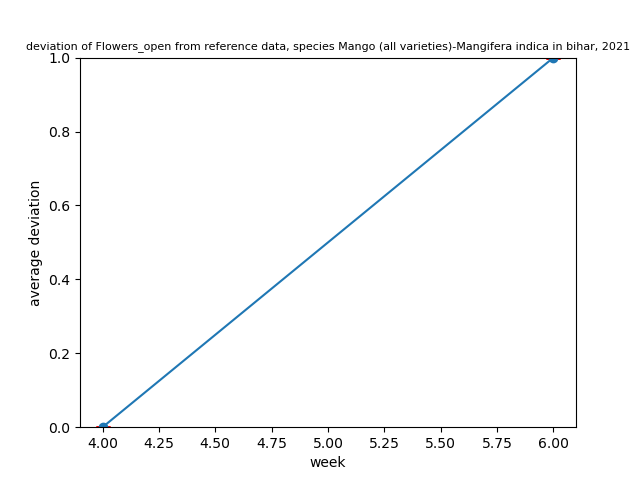 deviation of Flowers_open from reference data, species Mango (all varieties)-Mangifera indica in bihar, 2021
1.0
0.8
0.6
0.4
0.2
0.0
average deviation
4.00 4.25 4.50 4.75 5.00 5.25 5.50 5.75 6.00
week